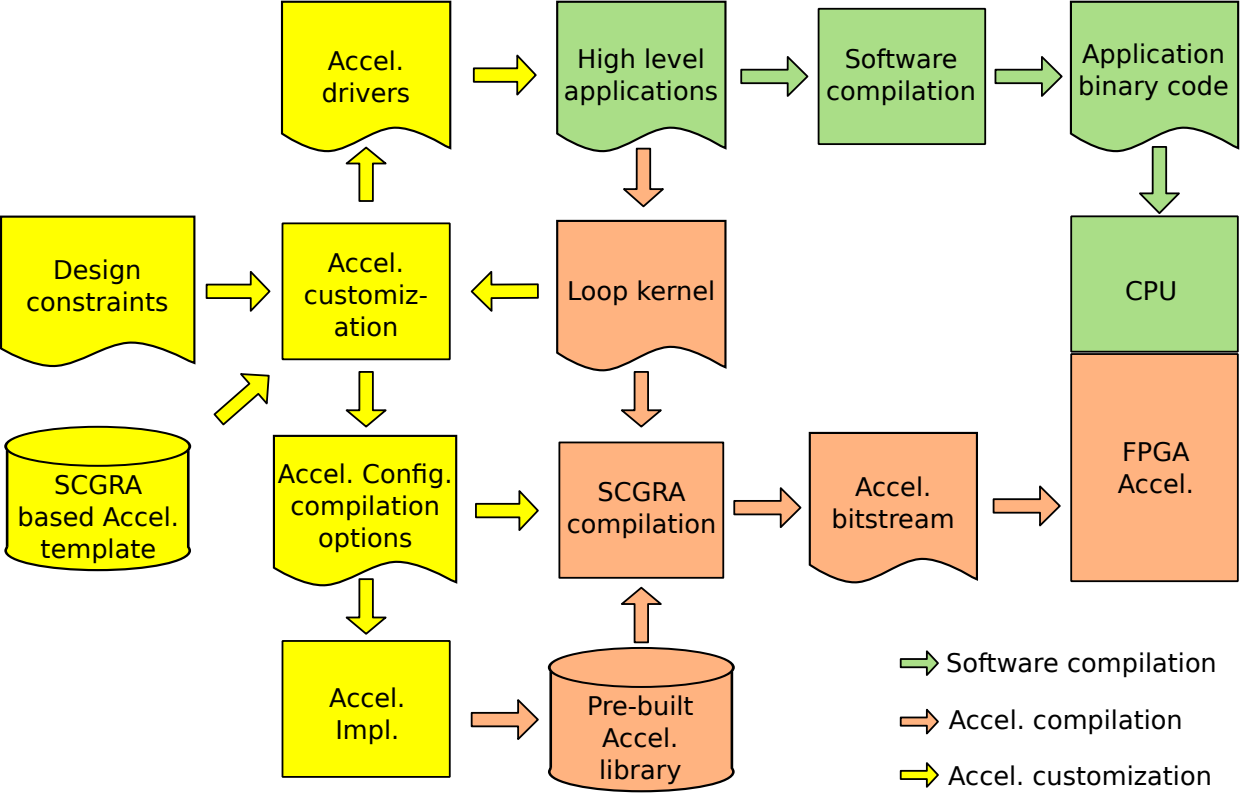 Accel.
drivers
High level
applications
Software
compilation
Application
binary code
Design
constraints
Accel.
customiz-
ation
Loop kernel
CPU
SCGRA
based Accel.
template
Accel. Config.
compilation
options
SCGRA
compilation
Accel.
bitstream
FPGA
Accel.
Accel.
Impl.
Pre-built
Accel.
library
Software compilation
Accel. compilation
Accel. customization